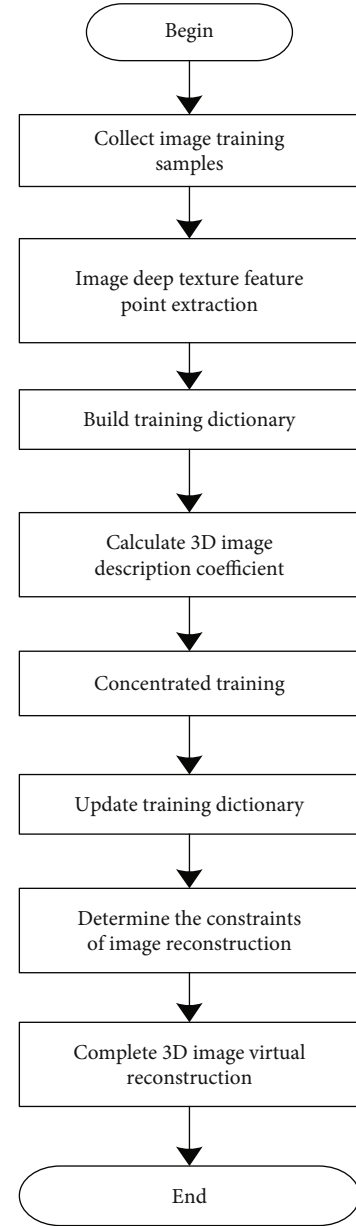 Begin
Collect image training
samples
Image deep texture feature
point extraction
Build training dictionary
Calculate 3D image
description coefficient
Concentrated training
Update training dictionary
Determine the constraints
of image reconstruction
Complete 3D image virtual
reconstruction
End